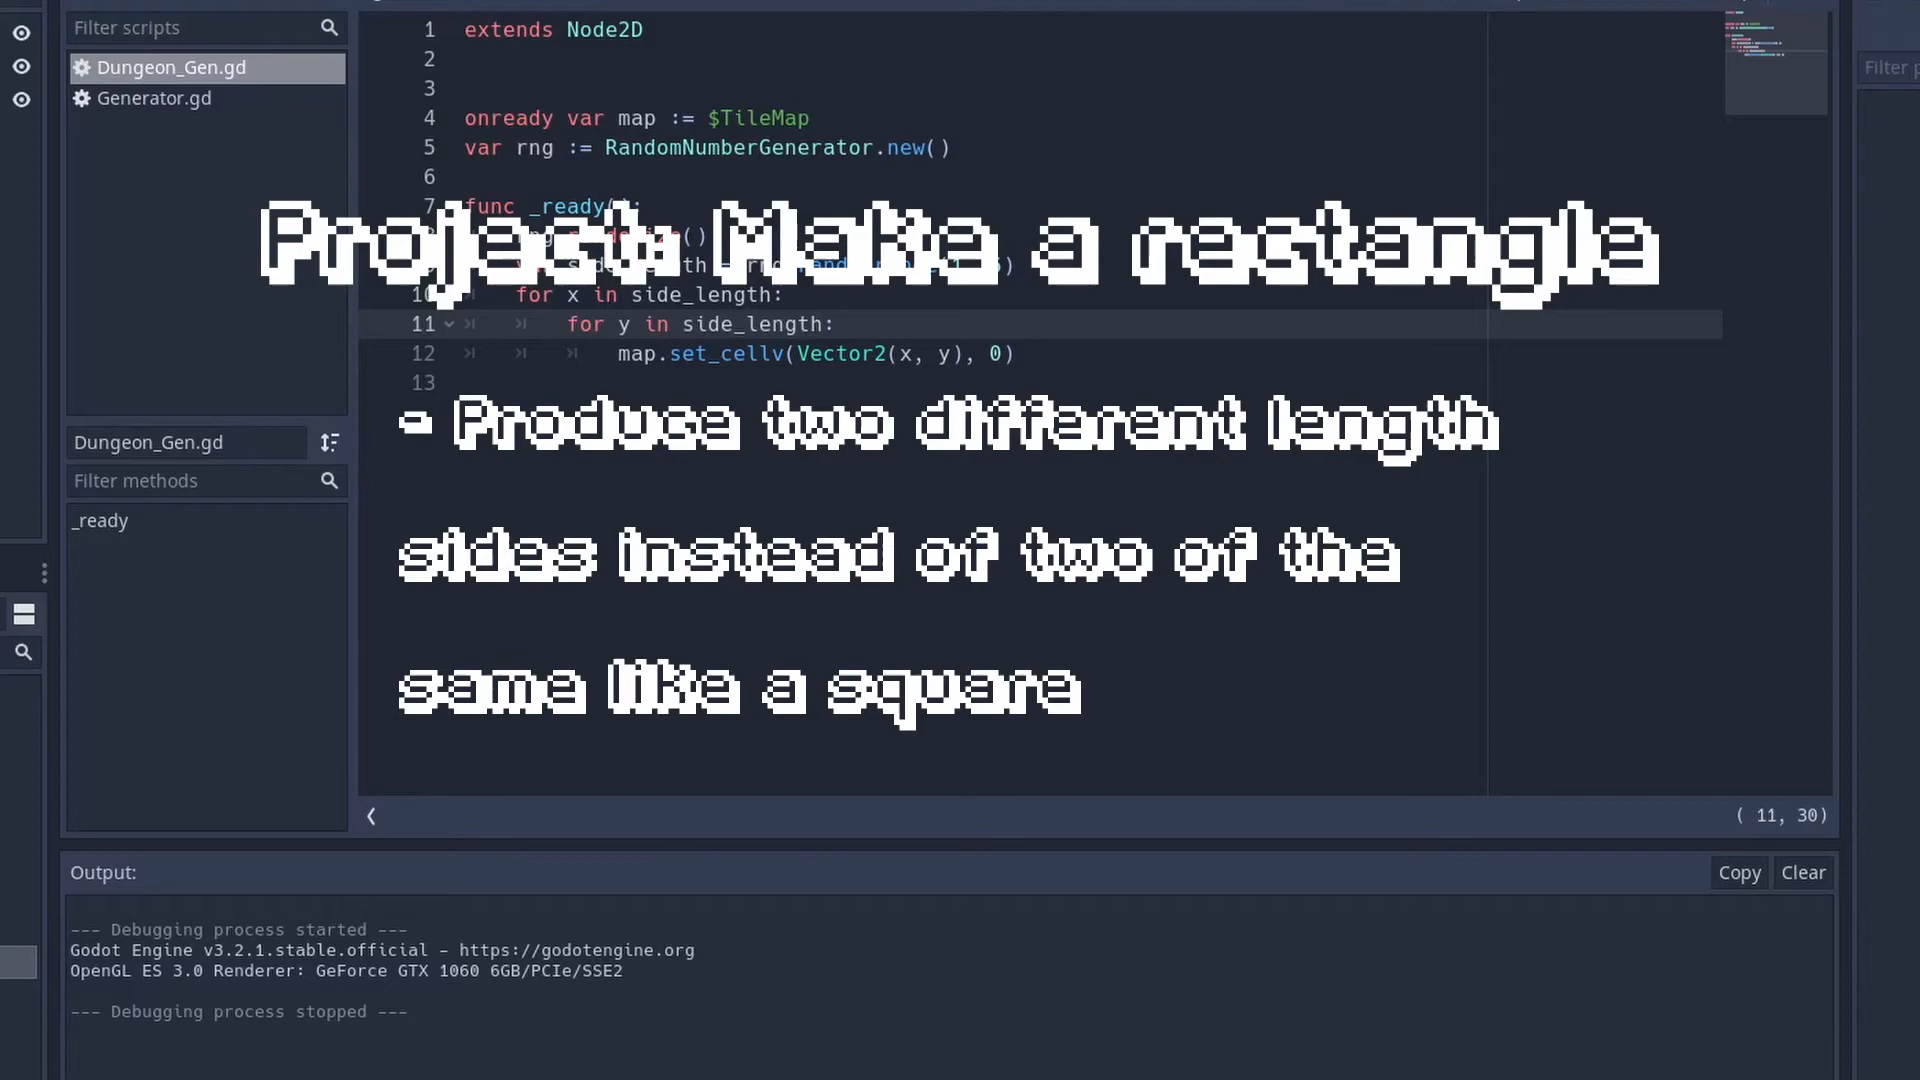 Filter scripts
Dungeon_Gen.gd
Generator.gd
Dungeon_Gen.gd
Filter methods
_ready
1 extends Node2D
2
3
4 onready var map := $TileMap
5 var rng := RandomNumberGenerator.new()
6
7 func _ready():
Project: Make a rectangle
10 for x in side_length:
11 for y in side_length:
12 map.set_cellv(Vector2(x, y), 0)
13
- Produce two different length
sides instead of two of the
same like a square
( 11, 30)
Filter
Output:
Copy Clear
--- Debugging process started ---
Godot Engine v3.2.1.stable.official - https://godotengine.org
OpenGL ES 3.0 Renderer: GeForce GTX 1060 6GB/PCIe/SSE2
--- Debugging process stopped ---